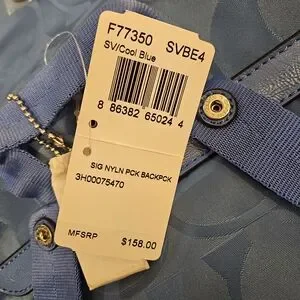 F77350 SVBE4
SV/Cool Blue
8 86382 65024 4
SIG NYLN PCK BACKPCK
3H00075470
MFSRP $158.00